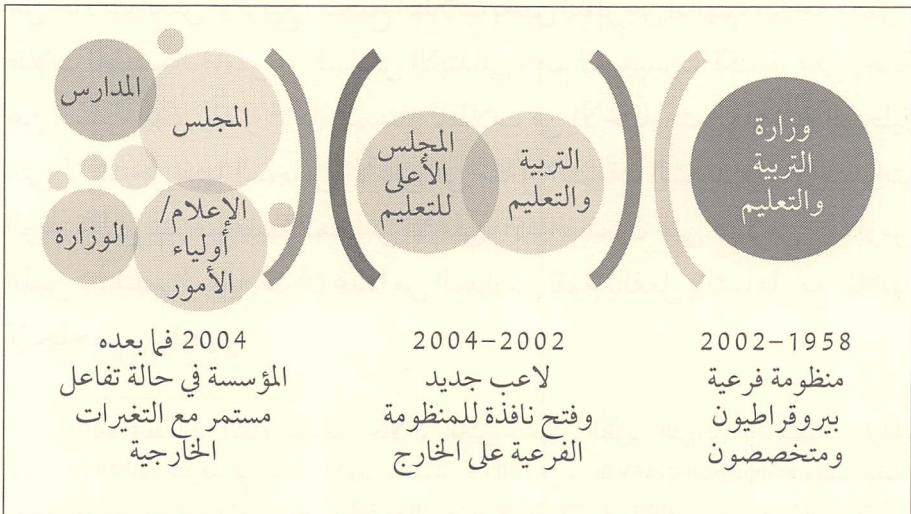 وزارة
التربية
والتعليم
التربية
والتعليم
المجلس
الأعلى
للتعليم
المجلس
المدارس
الإعلام/
أولياء
الأمور
الوزارة
2002–1958
منظومة فرعية
بيروقراطيون
ومتخصصون
2004–2002
لاعب جديد
وفتح نافذة للمنظومة
الفرعية على الخارج
2004 فما بعده
المؤسسة في حالة تفاعل
مستمر مع التغيرات
الخارجية